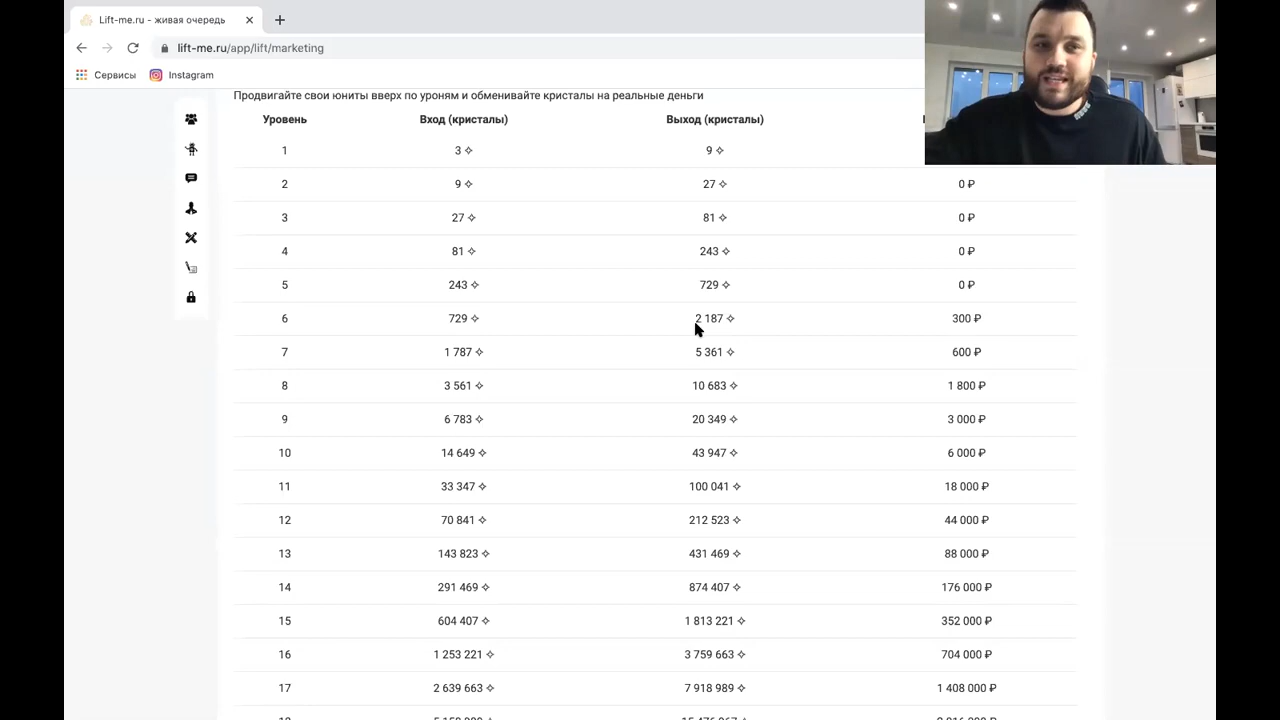 Lift-me.ru - живая очередь
lift-me.ru/app/lift/marketing
Сервисы Instagram
Продвигайте свои юниты вверх по уроням и обменивайте кристалы на реальные деньги
Уровень Вход (кристалы) Выход (кристалы)
1 3 ✧ 9 ✧
2 9 ✧ 27 ✧ 0 ₽
3 27 ✧ 81 ✧ 0 ₽
4 81 ✧ 243 ✧ 0 ₽
5 243 ✧ 729 ✧ 0 ₽
6 729 ✧ 2 187 ✧ 300 ₽
7 1 787 ✧ 5 361 ✧ 600 ₽
8 3 561 ✧ 10 683 ✧ 1 800 ₽
9 6 783 ✧ 20 349 ✧ 3 000 ₽
10 14 649 ✧ 43 947 ✧ 6 000 ₽
11 33 347 ✧ 100 041 ✧ 18 000 ₽
12 70 841 ✧ 212 523 ✧ 44 000 ₽
13 143 823 ✧ 431 469 ✧ 88 000 ₽
14 291 469 ✧ 874 407 ✧ 176 000 ₽
15 604 407 ✧ 1 813 221 ✧ 352 000 ₽
16 1 253 221 ✧ 3 759 663 ✧ 704 000 ₽
17 2 639 663 ✧ 7 918 989 ✧ 1 408 000 ₽